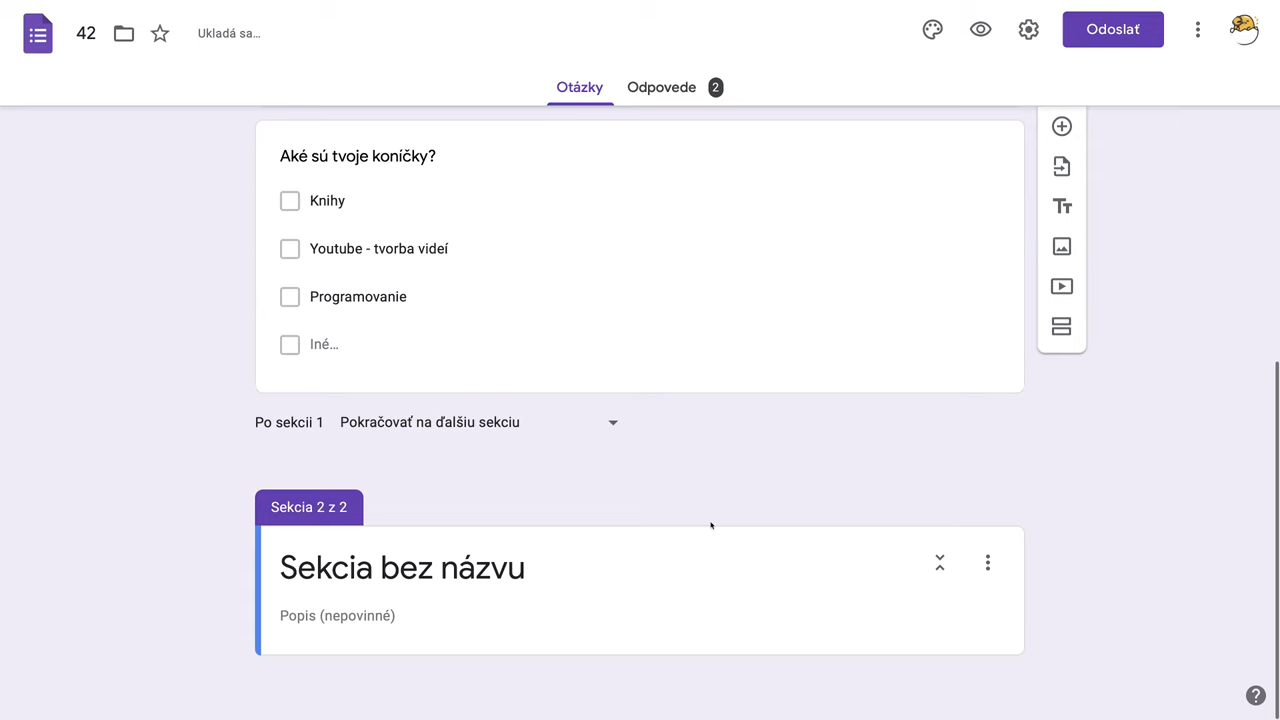 42
Ukladá sa…
Odoslať
Otázky
Odpovede 2
Aké sú tvoje koníčky?
Knihy
Youtube - tvorba videí
Programovanie
Iné…
Po sekcii 1 Pokračovať na ďalšiu sekciu
Sekcia 2 z 2
Sekcia bez názvu
Popis (nepovinné)